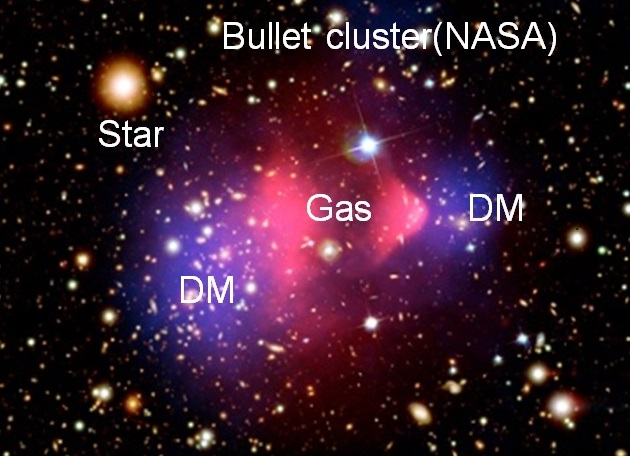 Bullet cluster(NASA)
Star
Gas
DM
DM